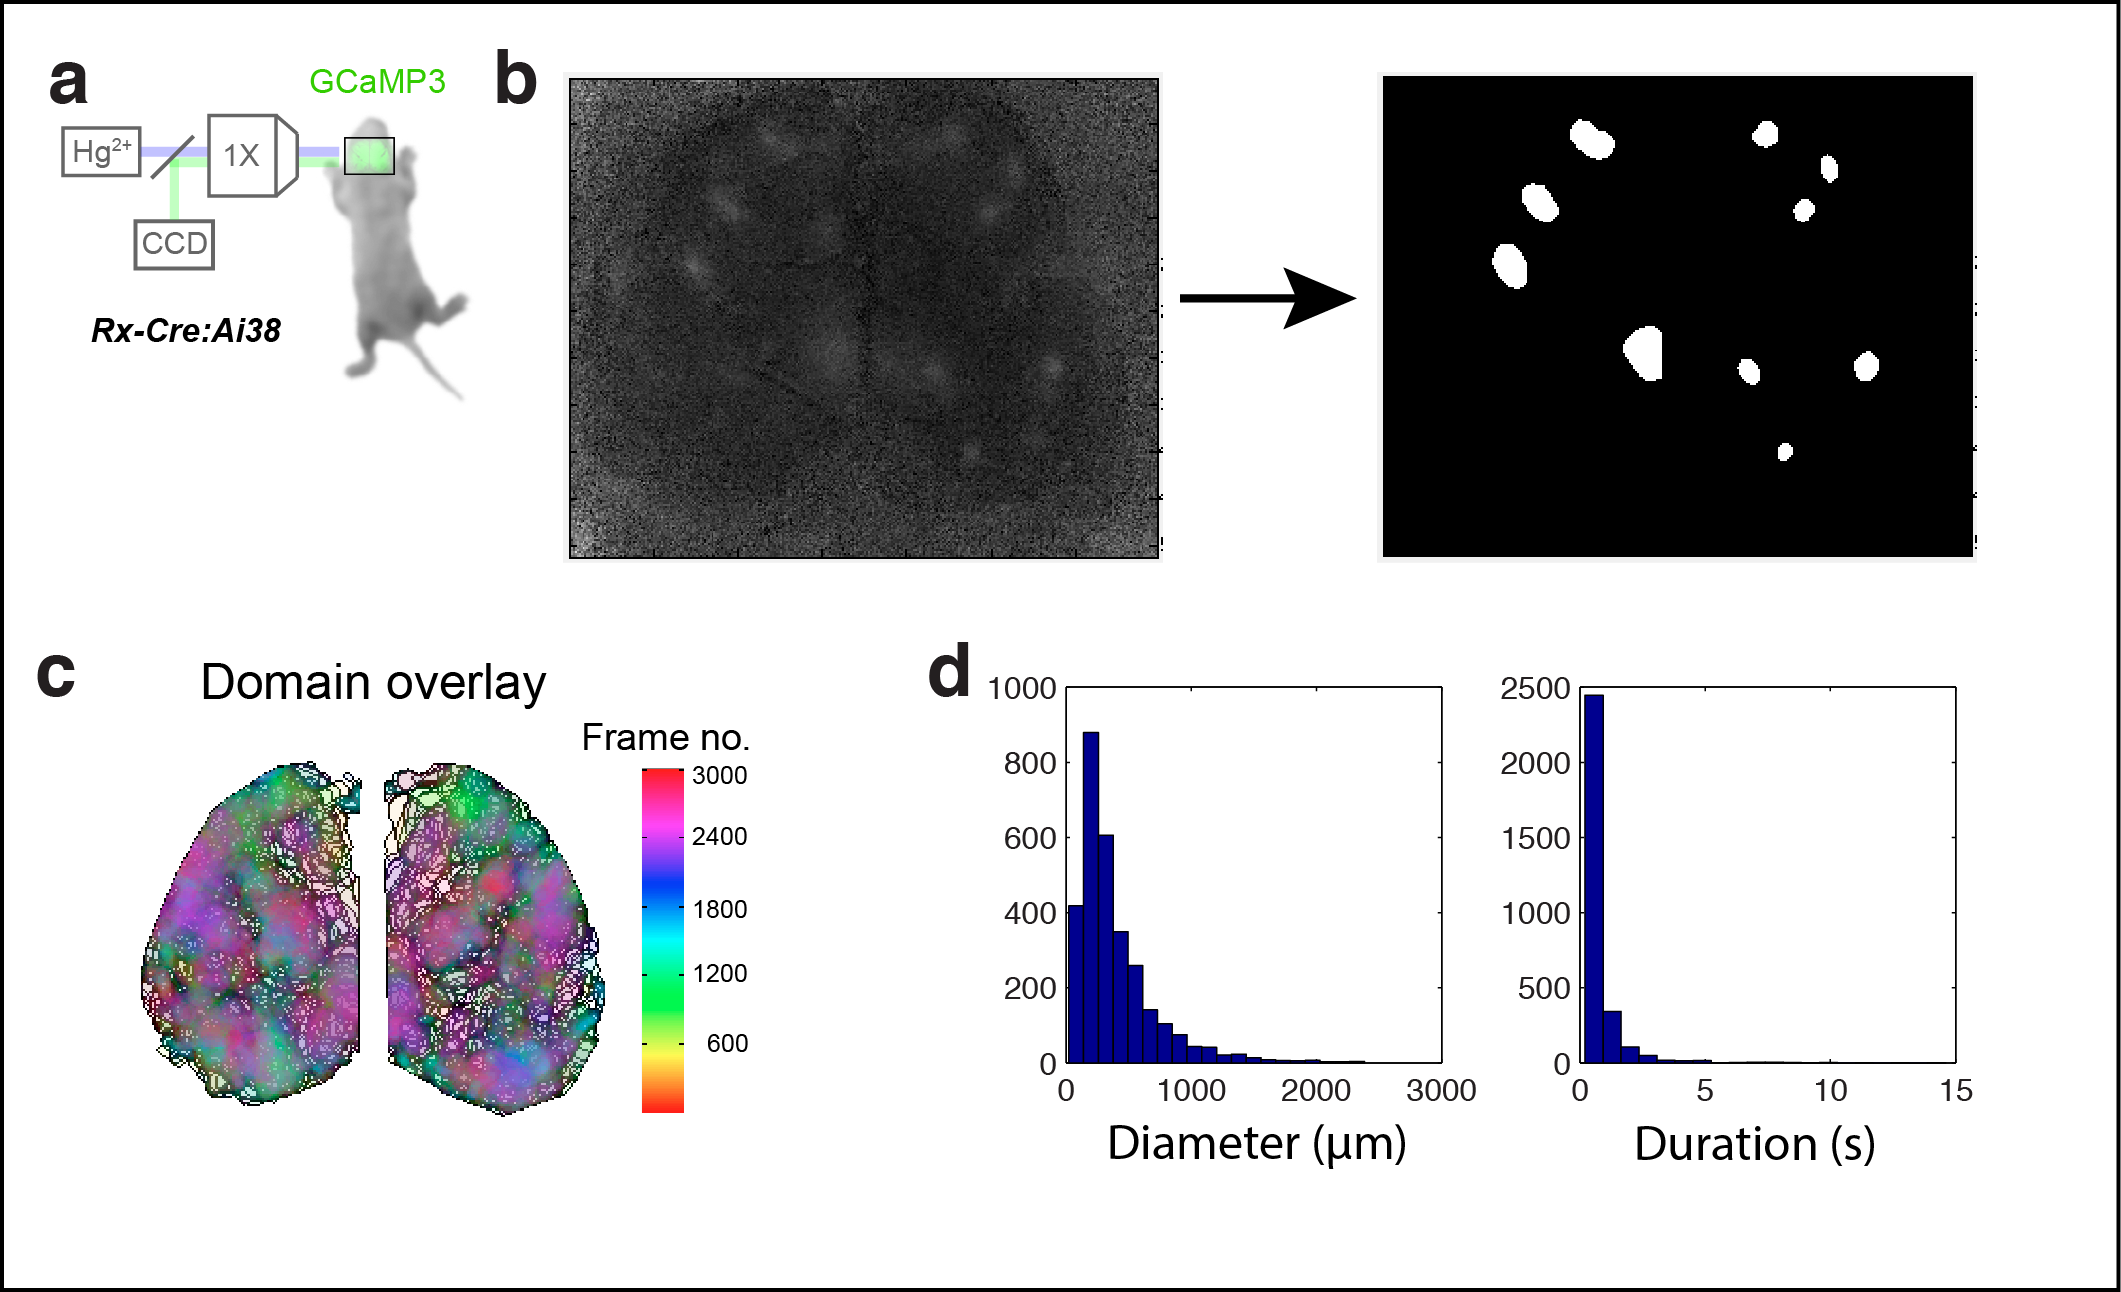 a
GCaMP3
Hg2+
1X
CCD
Rx-Cre:Ai38
b
c
Domain overlay
Frame no.
3000
2400
1800
1200
600
d
1000
800
600
400
200
0
0 1000 2000 3000
Diameter (µm)
2500
2000
1500
1000
500
0
0 5 10 15
Duration (s)